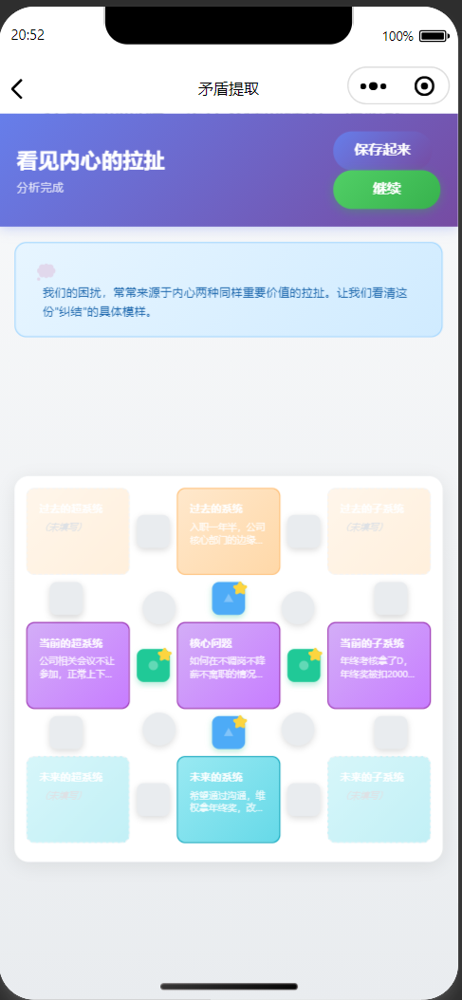 20:52
100%
矛盾提取
看见内心的拉扯
分析完成
保存起来
继续
我们的困扰，常常来源于内心两种同样重要价值的拉扯。让我们看清这
份“纠结”的具体模样。
过去的超系统
（未填写）
过去的系统
入职一年半，公司
核心部门的边缘...
过去的子系统
（未填写）
当前的超系统
公司相关会议不让
参加，正常上下...
核心问题
如何在不调岗不降
薪不离职的情况...
当前的子系统
年终考核拿了D，
年终奖被扣2000...
未来的超系统
（未填写）
未来的系统
希望通过沟通，维
权拿年终奖，改...
未来的子系统
（未填写）